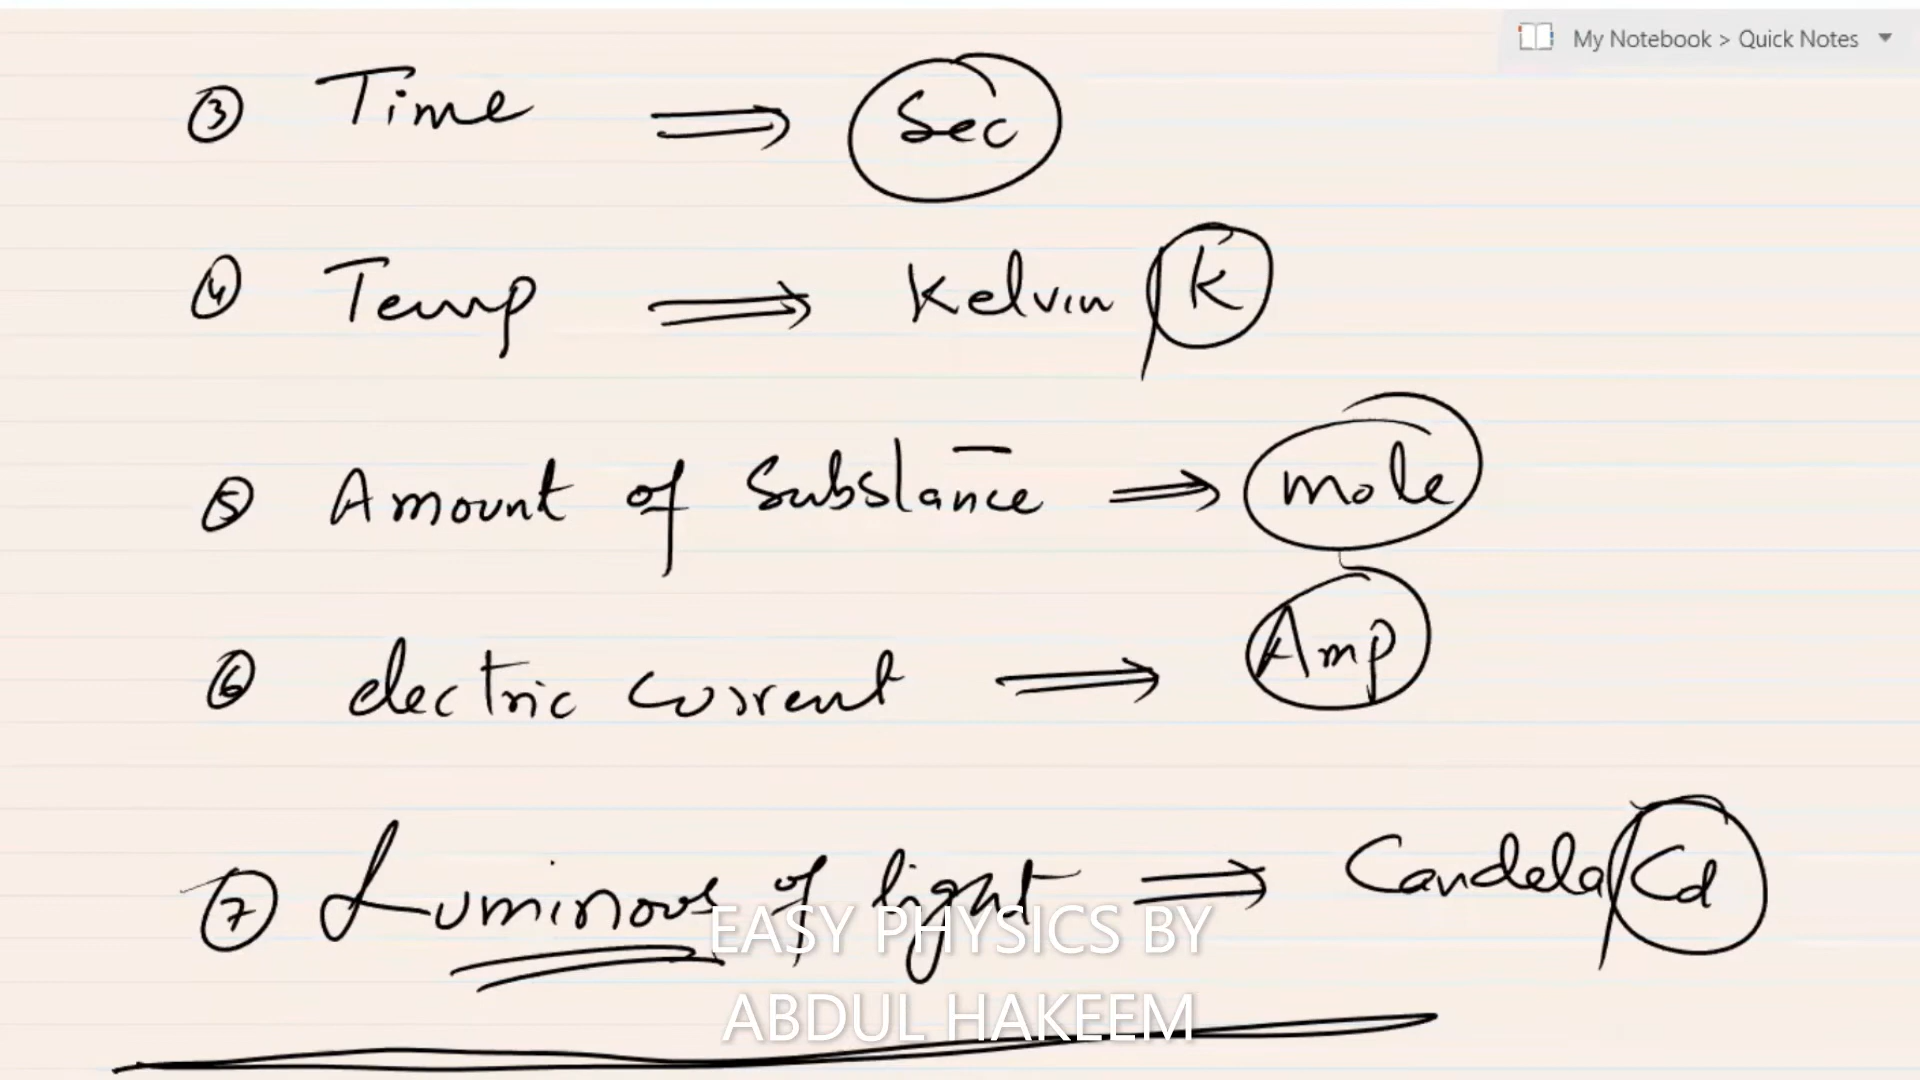 My Notebook > Quick Notes
③ Time ⟹ Sec
④ Temp ⟹ Kelvin / K
⑤ Amount of Substance ⟹ mole
⑥ electric current ⟹ Amp
⑦ Luminous of light ⟹ Candela / Cd
EASY PHYSICS BY
ABDUL HAKEEM